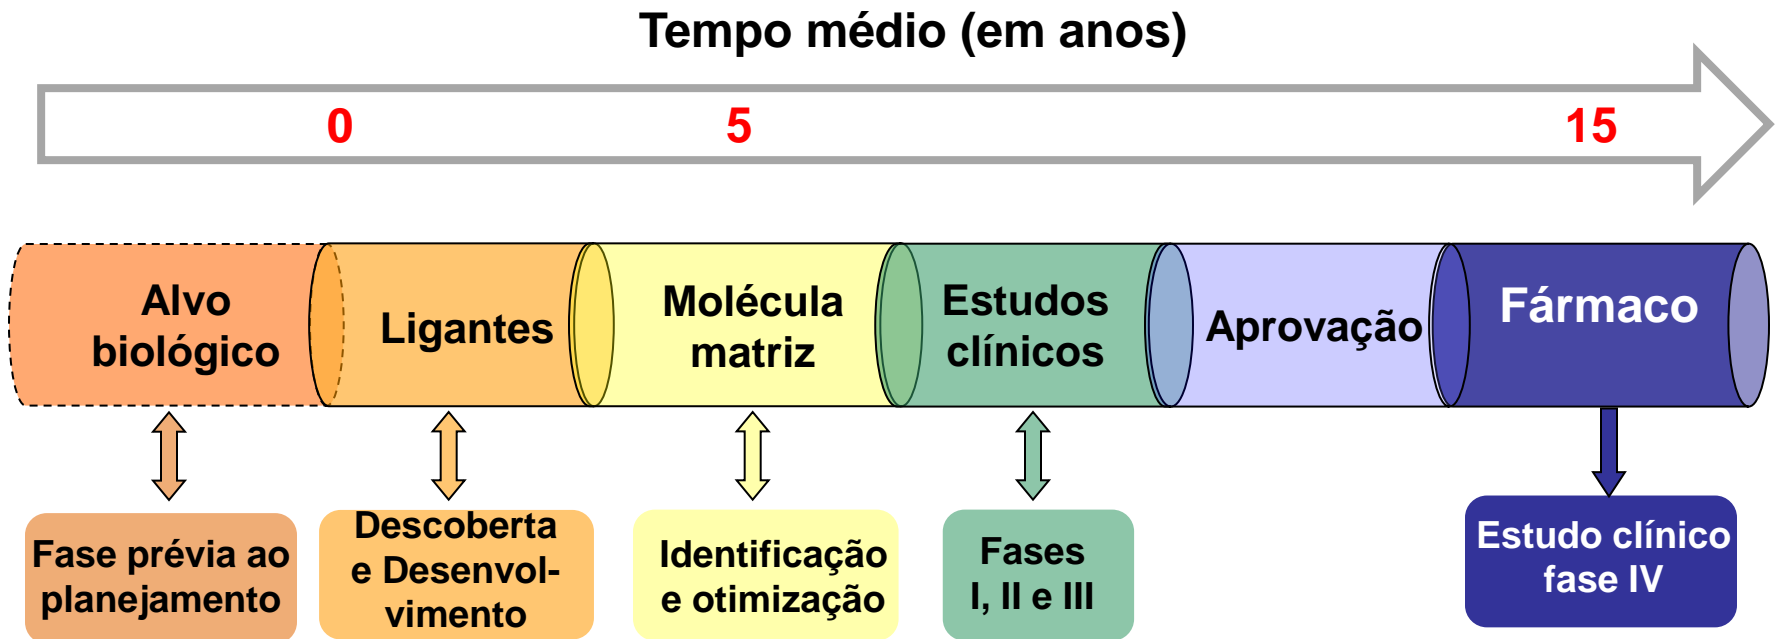 Tempo médio (em anos)
0 5 15
Alvo
biológico
Ligantes
Molécula
matriz
Estudos
clínicos
Aprovação
Fármaco
Fase prévia ao
planejamento
Descoberta
e Desenvol-
vimento
Identificação
e otimização
Fases
I, II e III
Estudo clínico
fase IV